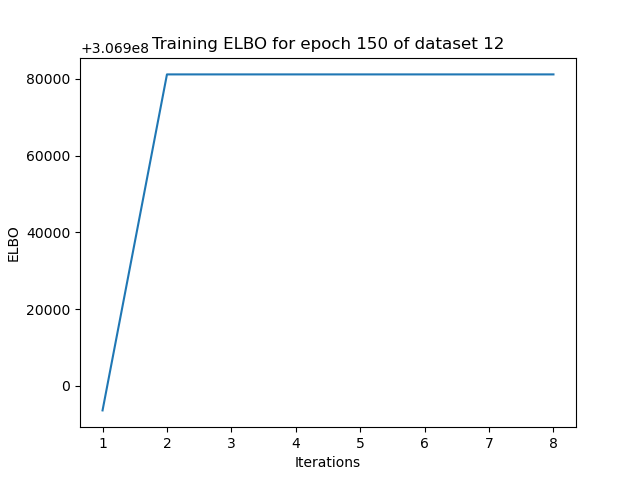 +3.069e8
Training ELBO for epoch 150 of dataset 12
80000
60000
40000
20000
0
ELBO
1 2 3 4 5 6 7 8
Iterations